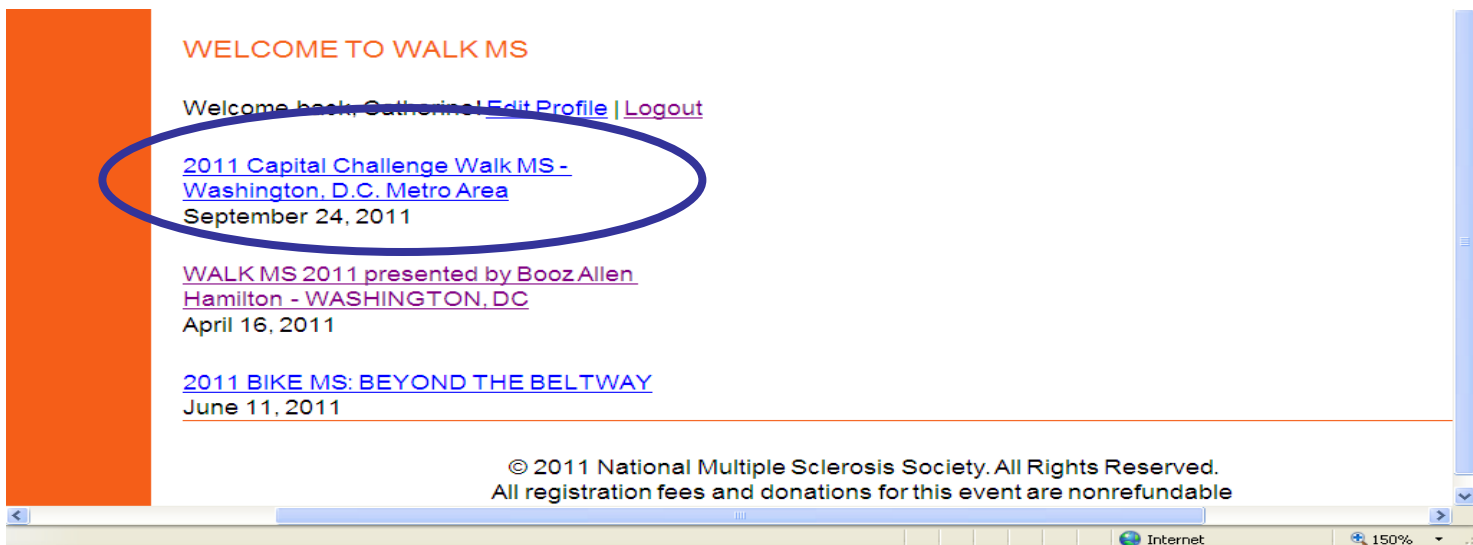 WELCOME TO WALK MS
Welcome back, Catherine! Edit Profile | Logout
2011 Capital Challenge Walk MS -
Washington, D.C. Metro Area
September 24, 2011
WALK MS 2011 presented by Booz Allen
Hamilton - WASHINGTON, DC
April 16, 2011
2011 BIKE MS: BEYOND THE BELTWAY
June 11, 2011
© 2011 National Multiple Sclerosis Society. All Rights Reserved.
All registration fees and donations for this event are nonrefundable
Internet 150%